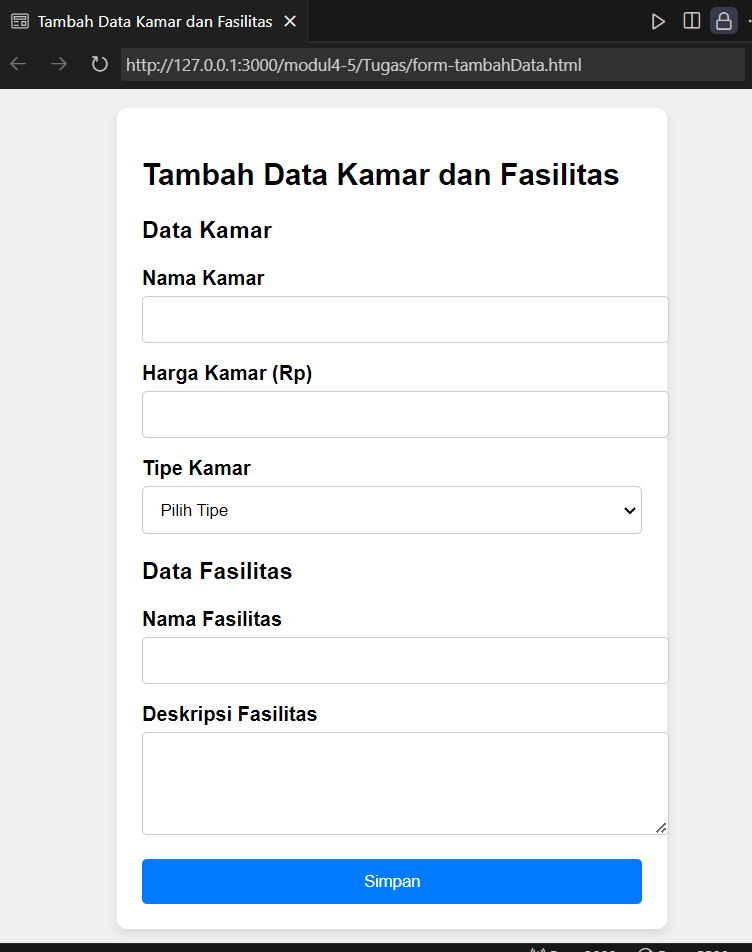 Tambah Data Kamar dan Fasilitas
http://127.0.0.1:3000/modul4-5/Tugas/form-tambahData.html
Tambah Data Kamar dan Fasilitas
Data Kamar
Nama Kamar
Harga Kamar (Rp)
Tipe Kamar
Pilih Tipe
Data Fasilitas
Nama Fasilitas
Deskripsi Fasilitas
Simpan